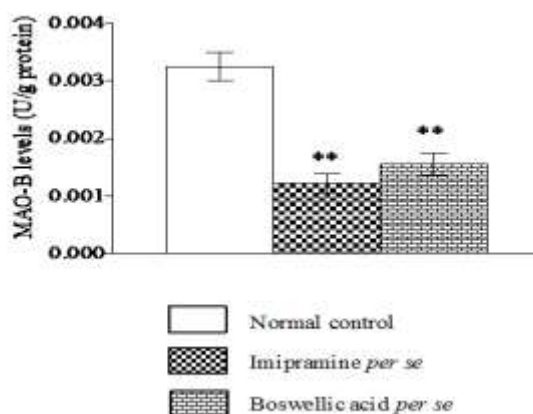 MAO-B levels (U/g protein)
0.004
0.003
0.002
0.001
0.000
**
**
Normal control
Imipramine per se
Boswellic acid per se